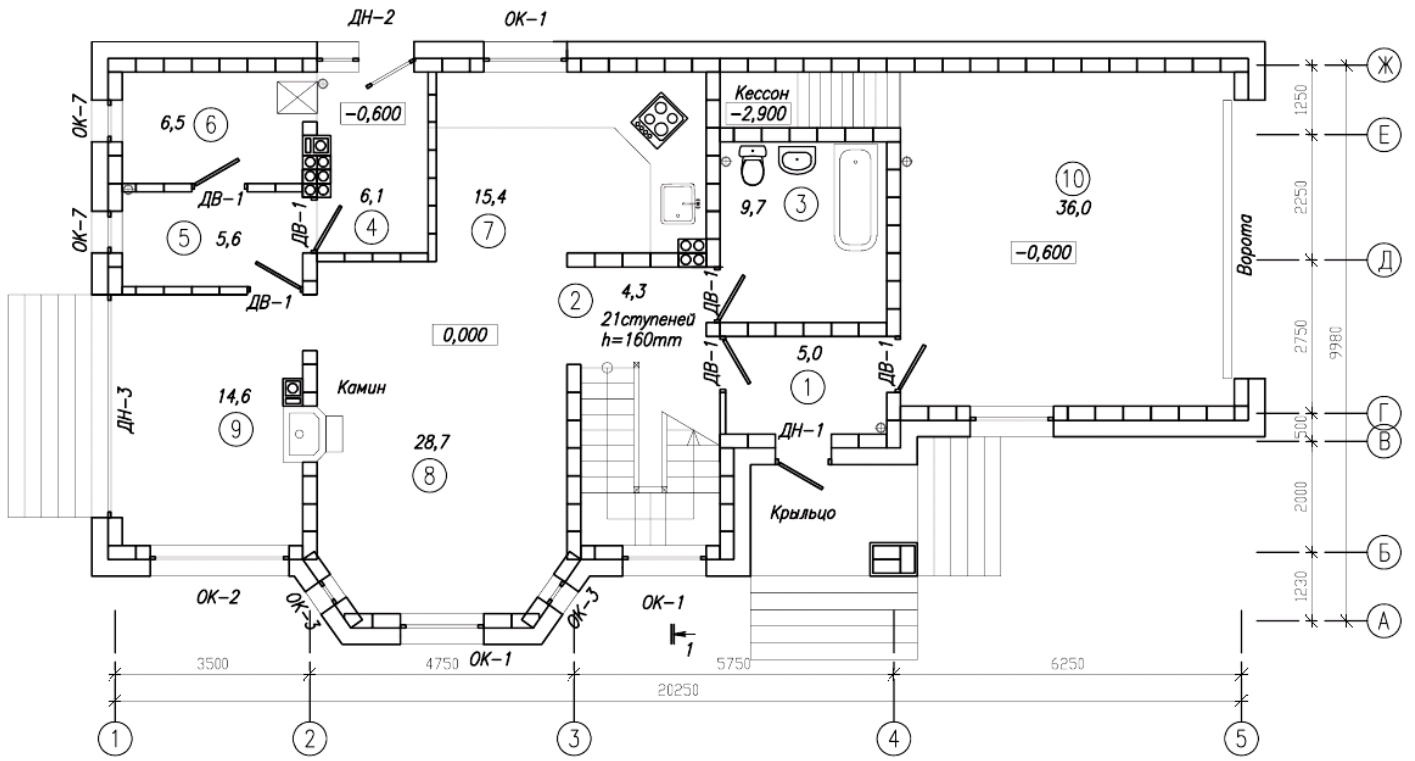 ДН-2
ОК-1
Ж
1250
Кессон
-2,900
-0,600
ОК-7
6,5
6
Е
10
36,0
ДВ-1
6,1
4
15,4
7
9,7
3
2250
9980
ОК-7
5
5,6
ДВ-1
-0,600
Ворота
Д
ДВ-1
2
4,3
21ступеней
h=160mm
0,000
ДВ-1
ДВ-1
5,0
1
ДВ-1
2750
Камин
ДН-3
14,6
9
28,7
8
ДН-1
Г
500
В
Крыльцо
2000
Б
ОК-2
ОК-3
ОК-3
ОК-1
1230
А
1
ОК-1
3500
4750
5750
6250
20250
1
2
3
4
5